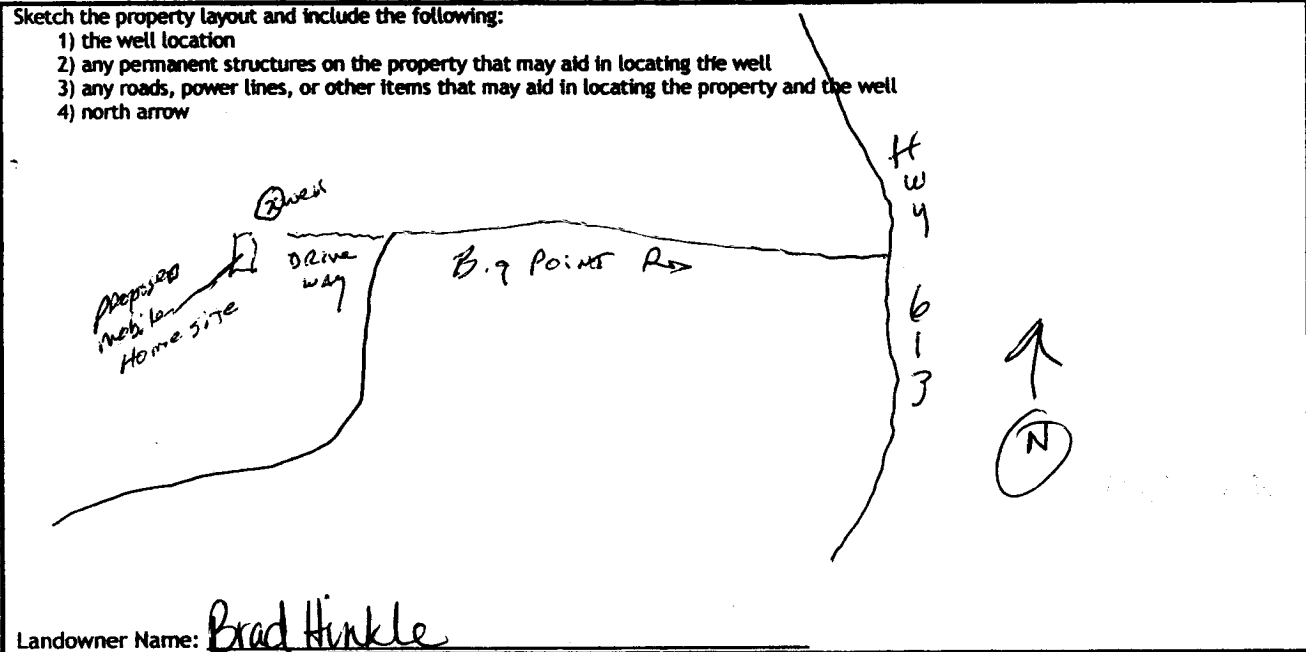 Sketch the property layout and include the following:
1) the well location
2) any permanent structures on the property that may aid in locating the well
3) any roads, power lines, or other items that may aid in locating the property and the well
4) north arrow
Hwy 613
well
Drive
way
Big Point Rd
proposed
mobile
Home site
N
Landowner Name: Brad Hinkle